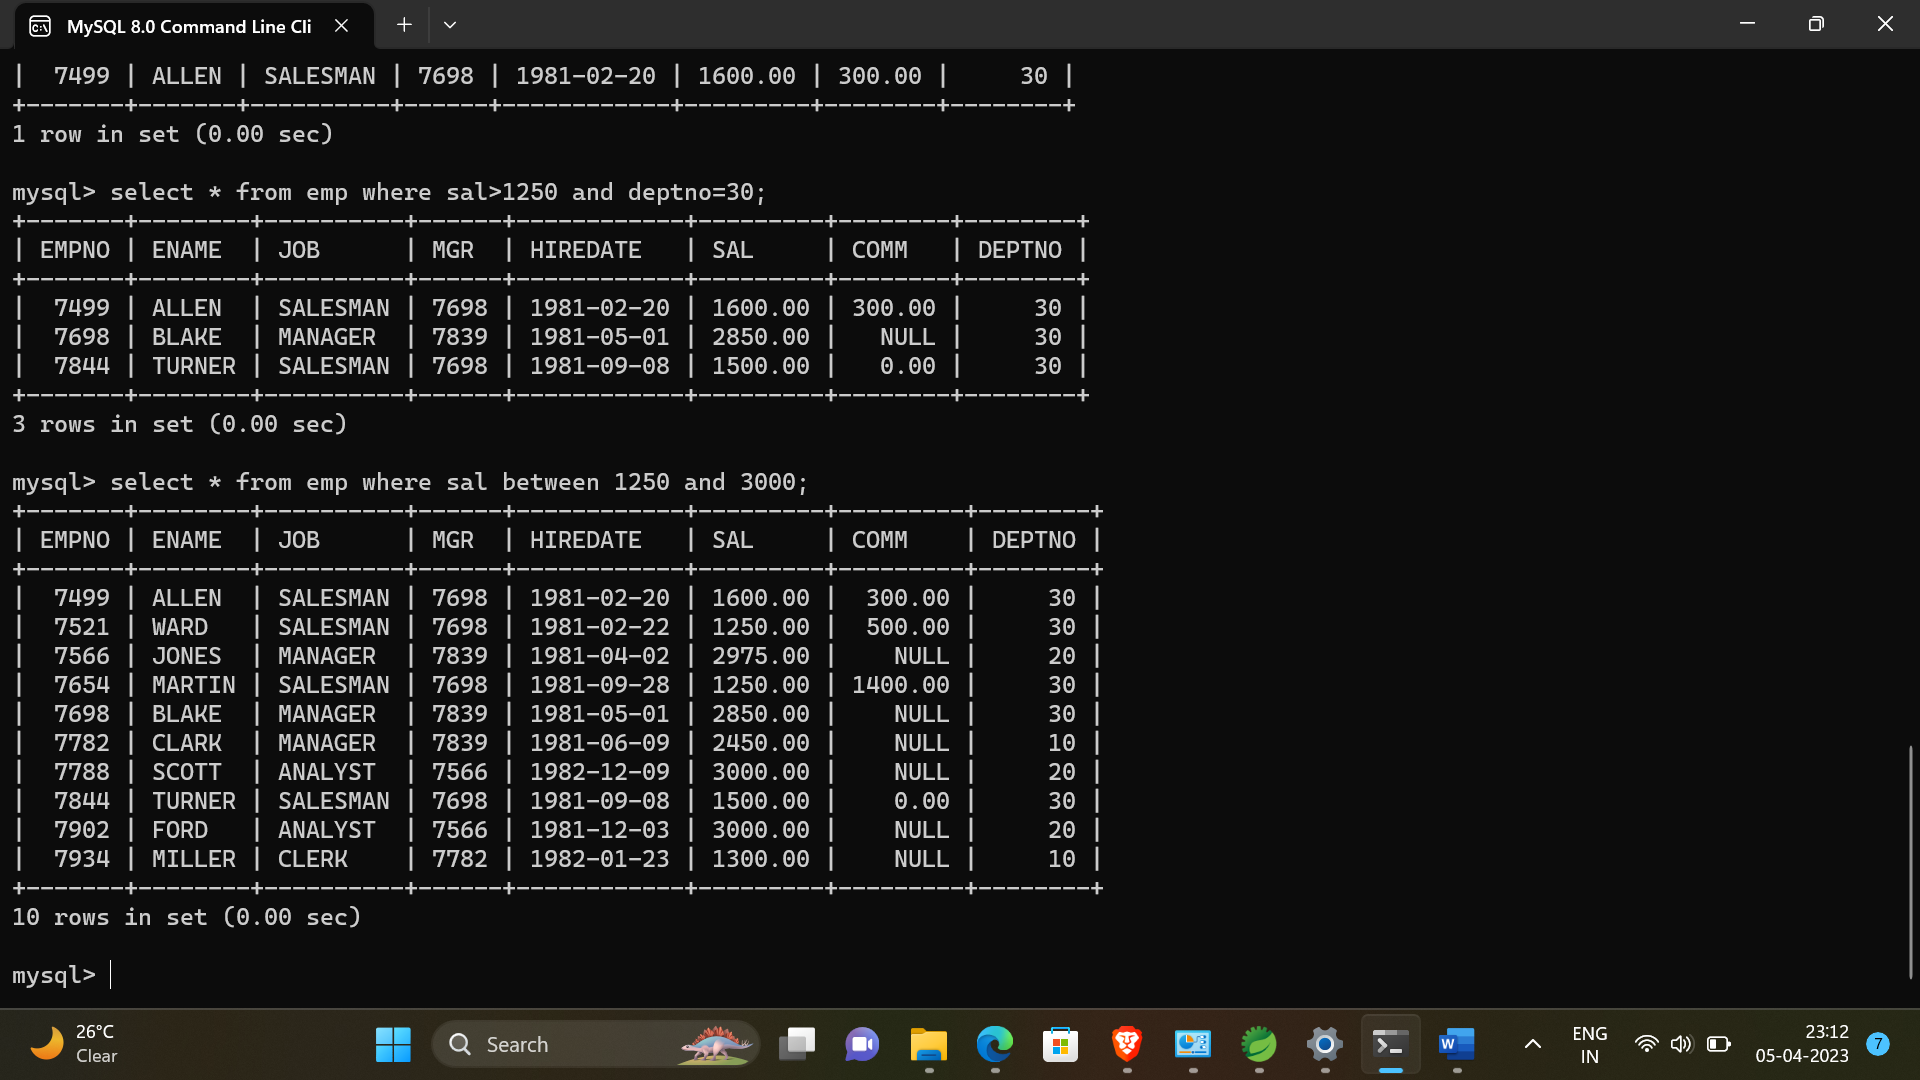 MySQL 8.0 Command Line Cli
|  7499 | ALLEN | SALESMAN | 7698 | 1981-02-20 | 1600.00 | 300.00 |     30 |
+-------+-------+----------+------+------------+---------+--------+--------+
1 row in set (0.00 sec)
mysql> select * from emp where sal>1250 and deptno=30;
+-------+--------+----------+------+------------+---------+--------+--------+
| EMPNO | ENAME  | JOB      | MGR  | HIREDATE   | SAL     | COMM   | DEPTNO |
+-------+--------+----------+------+------------+---------+--------+--------+
|  7499 | ALLEN  | SALESMAN | 7698 | 1981-02-20 | 1600.00 | 300.00 |     30 |
|  7698 | BLAKE  | MANAGER  | 7839 | 1981-05-01 | 2850.00 |   NULL |     30 |
|  7844 | TURNER | SALESMAN | 7698 | 1981-09-08 | 1500.00 |   0.00 |     30 |
+-------+--------+----------+------+------------+---------+--------+--------+
3 rows in set (0.00 sec)
mysql> select * from emp where sal between 1250 and 3000;
+-------+--------+----------+------+------------+---------+---------+--------+
| EMPNO | ENAME  | JOB      | MGR  | HIREDATE   | SAL     | COMM    | DEPTNO |
+-------+--------+----------+------+------------+---------+---------+--------+
|  7499 | ALLEN  | SALESMAN | 7698 | 1981-02-20 | 1600.00 |  300.00 |     30 |
|  7521 | WARD   | SALESMAN | 7698 | 1981-02-22 | 1250.00 |  500.00 |     30 |
|  7566 | JONES  | MANAGER  | 7839 | 1981-04-02 | 2975.00 |    NULL |     20 |
|  7654 | MARTIN | SALESMAN | 7698 | 1981-09-28 | 1250.00 | 1400.00 |     30 |
|  7698 | BLAKE  | MANAGER  | 7839 | 1981-05-01 | 2850.00 |    NULL |     30 |
|  7782 | CLARK  | MANAGER  | 7839 | 1981-06-09 | 2450.00 |    NULL |     10 |
|  7788 | SCOTT  | ANALYST  | 7566 | 1982-12-09 | 3000.00 |    NULL |     20 |
|  7844 | TURNER | SALESMAN | 7698 | 1981-09-08 | 1500.00 |    0.00 |     30 |
|  7902 | FORD   | ANALYST  | 7566 | 1981-12-03 | 3000.00 |    NULL |     20 |
|  7934 | MILLER | CLERK    | 7782 | 1982-01-23 | 1300.00 |    NULL |     10 |
+-------+--------+----------+------+------------+---------+---------+--------+
10 rows in set (0.00 sec)
mysql>
26°C
Clear
Search
W
ENG
IN
23:12
05-04-2023
7